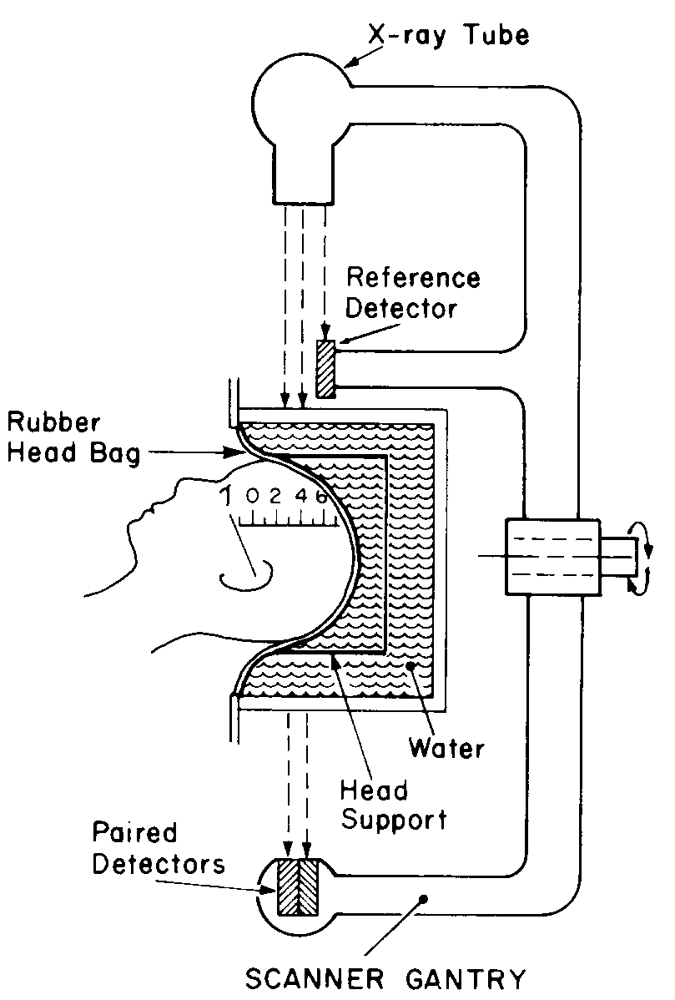 X-ray Tube
Reference
Detector
Rubber
Head Bag
1 0 2 4 6
Water
Head
Support
Paired
Detectors
SCANNER GANTRY